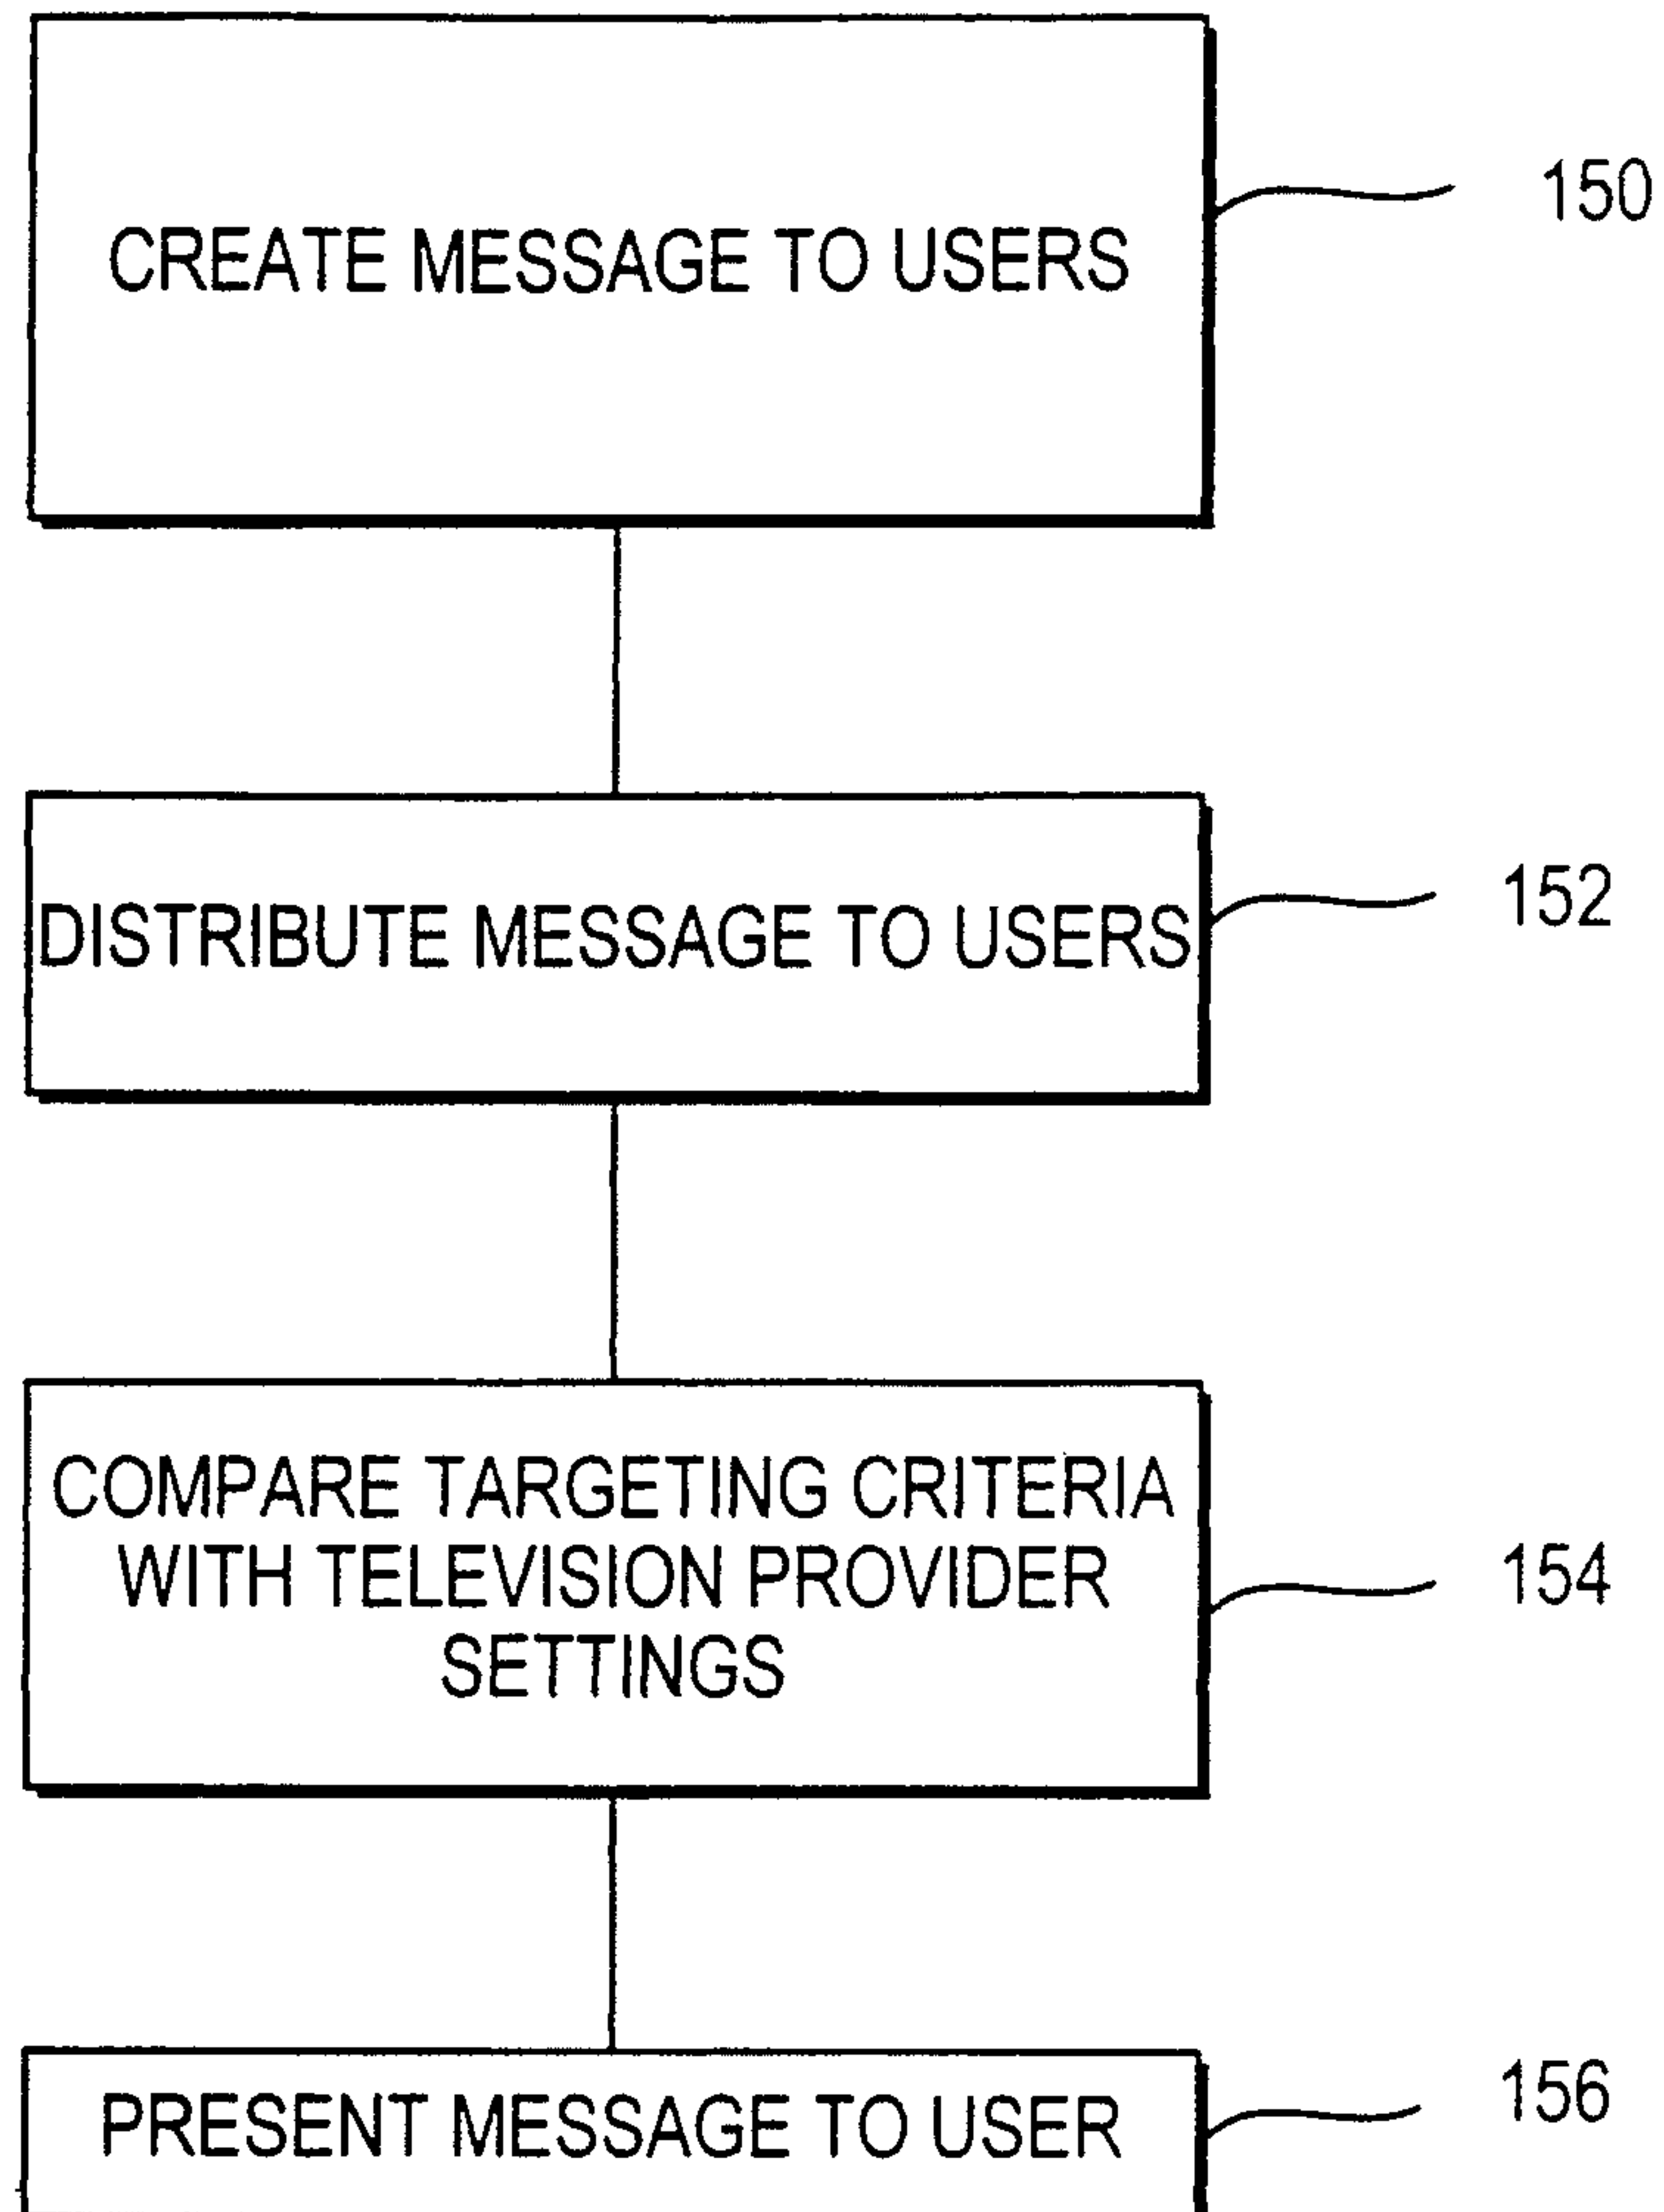 CREATE MESSAGE TO USERS
150
DISTRIBUTE MESSAGE TO USERS
152
COMPARE TARGETING CRITERIA
WITH TELEVISION PROVIDER
SETTINGS
154
PRESENT MESSAGE TO USER
156